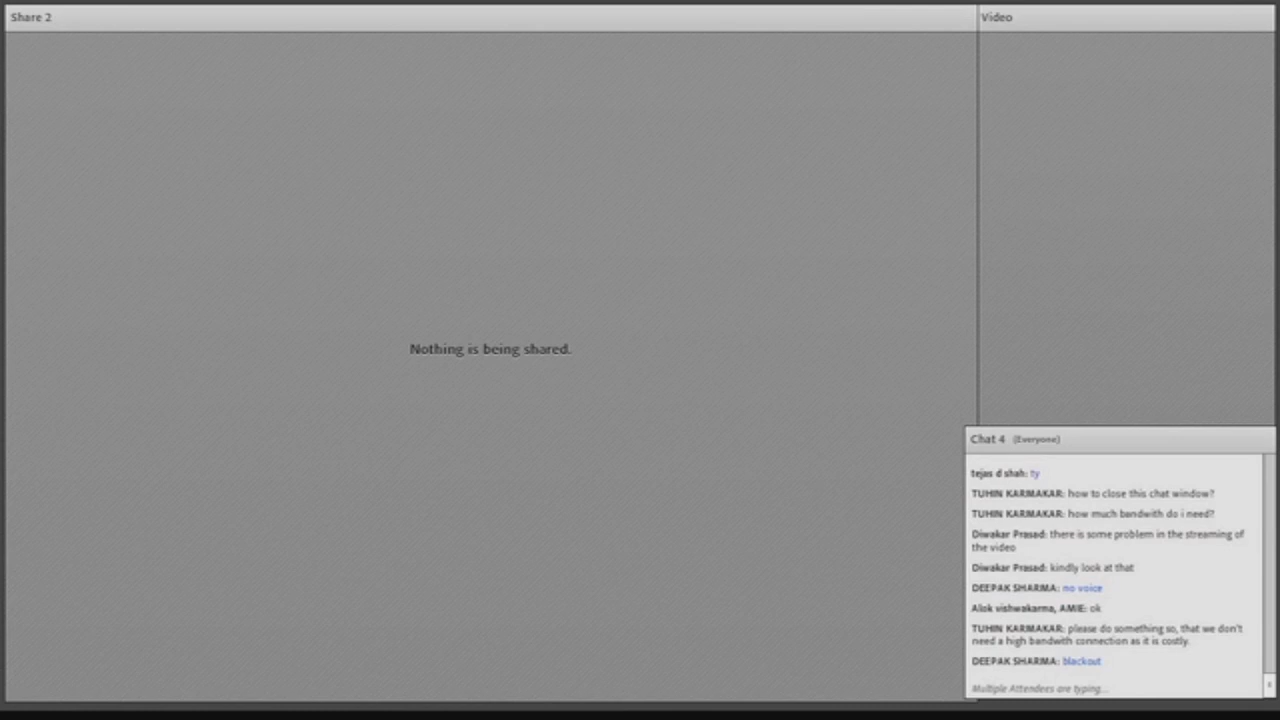 Share 2
Video
Nothing is being shared.
Chat 4 (Everyone)
tejas d shah: ty
TUHIN KARMAKAR: how to close this chat window?
TUHIN KARMAKAR: how much bandwith do i need?
Diwakar Prasad: there is some problem in the streaming of
the video
Diwakar Prasad: kindly look at that
DEEPAK SHARMA: no voice
Alok vishwakarma, AMIE: ok
TUHIN KARMAKAR: please do something so, that we don't
need a high bandwith connection as it is costly.
DEEPAK SHARMA: blackout
Multiple Attendees are typing...